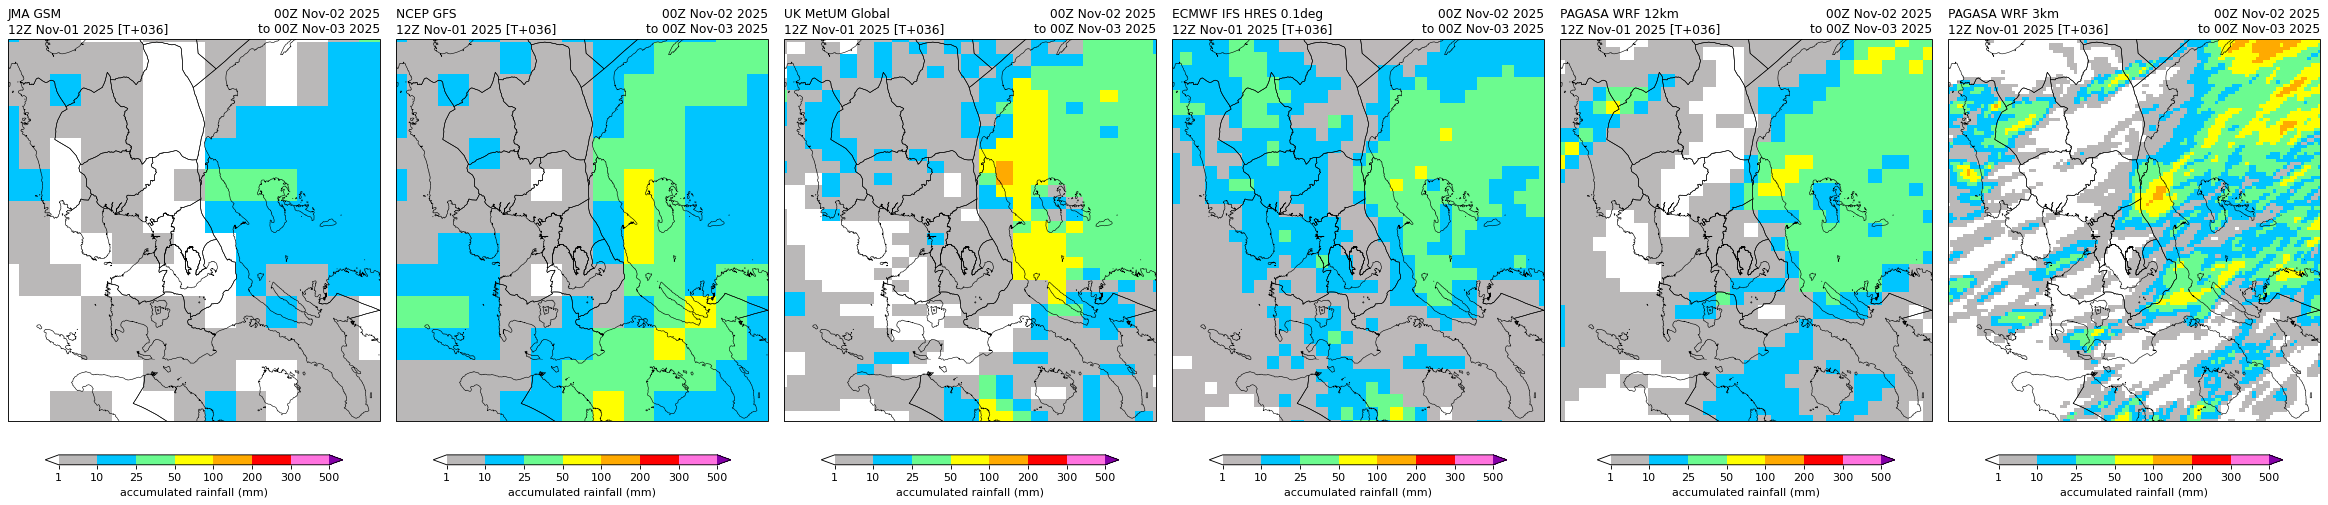 JMA GSM 00Z Nov-02 2025
12Z Nov-01 2025 [T+036] to 00Z Nov-03 2025
1 10 25 50 100 200 300 500
accumulated rainfall (mm)
NCEP GFS 00Z Nov-02 2025
12Z Nov-01 2025 [T+036] to 00Z Nov-03 2025
1 10 25 50 100 200 300 500
accumulated rainfall (mm)
UK MetUM Global 00Z Nov-02 2025
12Z Nov-01 2025 [T+036] to 00Z Nov-03 2025
1 10 25 50 100 200 300 500
accumulated rainfall (mm)
ECMWF IFS HRES 0.1deg 00Z Nov-02 2025
12Z Nov-01 2025 [T+036] to 00Z Nov-03 2025
1 10 25 50 100 200 300 500
accumulated rainfall (mm)
PAGASA WRF 12km 00Z Nov-02 2025
12Z Nov-01 2025 [T+036] to 00Z Nov-03 2025
1 10 25 50 100 200 300 500
accumulated rainfall (mm)
PAGASA WRF 3km 00Z Nov-02 2025
12Z Nov-01 2025 [T+036] to 00Z Nov-03 2025
1 10 25 50 100 200 300 500
accumulated rainfall (mm)